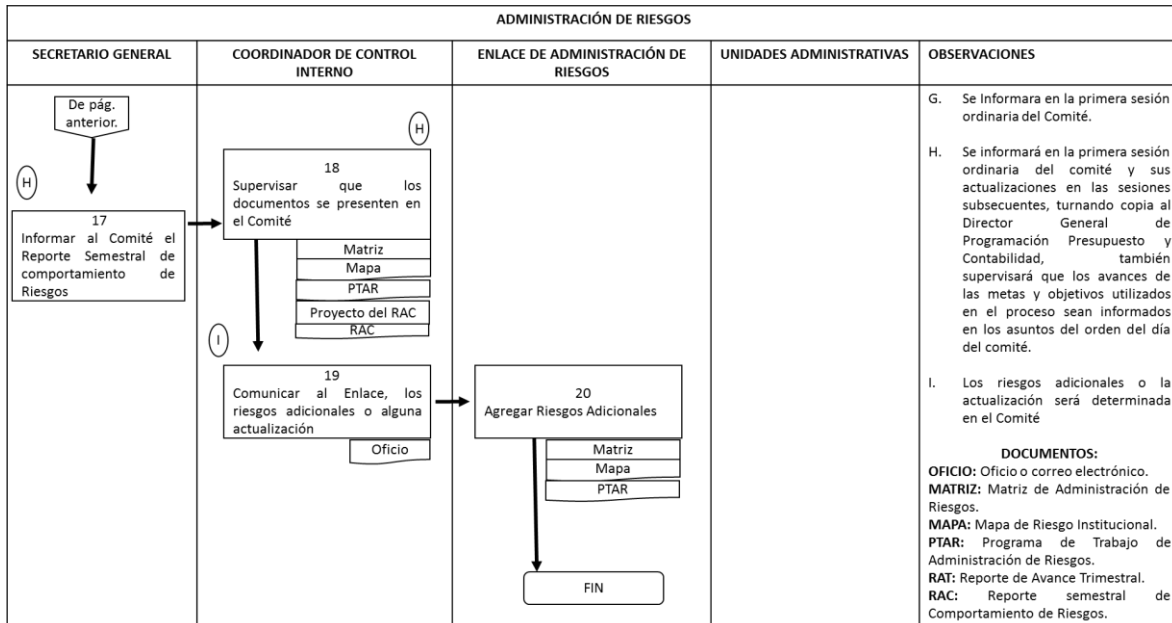 ADMINISTRACIÓN DE RIESGOS
SECRETARIO GENERAL
COORDINADOR DE CONTROL
INTERNO
ENLACE DE ADMINISTRACIÓN DE
RIESGOS
UNIDADES ADMINISTRATIVAS
OBSERVACIONES
De pág.
anterior.
H
17
Informar al Comité el
Reporte Semestral de
comportamiento de
Riesgos
H
18
Supervisar que los
documentos se presenten en
el Comité
Matriz
Mapa
PTAR
Proyecto del RAC
RAC
I
19
Comunicar al Enlace, los
riesgos adicionales o alguna
actualización
Oficio
20
Agregar Riesgos Adicionales
Matriz
Mapa
PTAR
FIN
G. Se Informara en la primera sesión
ordinaria del Comité.
H. Se informará en la primera sesión
ordinaria del comité y sus
actualizaciones en las sesiones
subsecuentes, turnando copia al
Director General de
Programación Presupuesto y
Contabilidad, también
supervisará que los avances de
las metas y objetivos utilizados
en el proceso sean informados
en los asuntos del orden del día
del comité.
I. Los riesgos adicionales o la
actualización será determinada
en el Comité
DOCUMENTOS:
OFICIO: Oficio o correo electrónico.
MATRIZ: Matriz de Administración de
Riesgos.
MAPA: Mapa de Riesgo Institucional.
PTAR: Programa de Trabajo de
Administración de Riesgos.
RAT: Reporte de Avance Trimestral.
RAC: Reporte semestral de
Comportamiento de Riesgos.